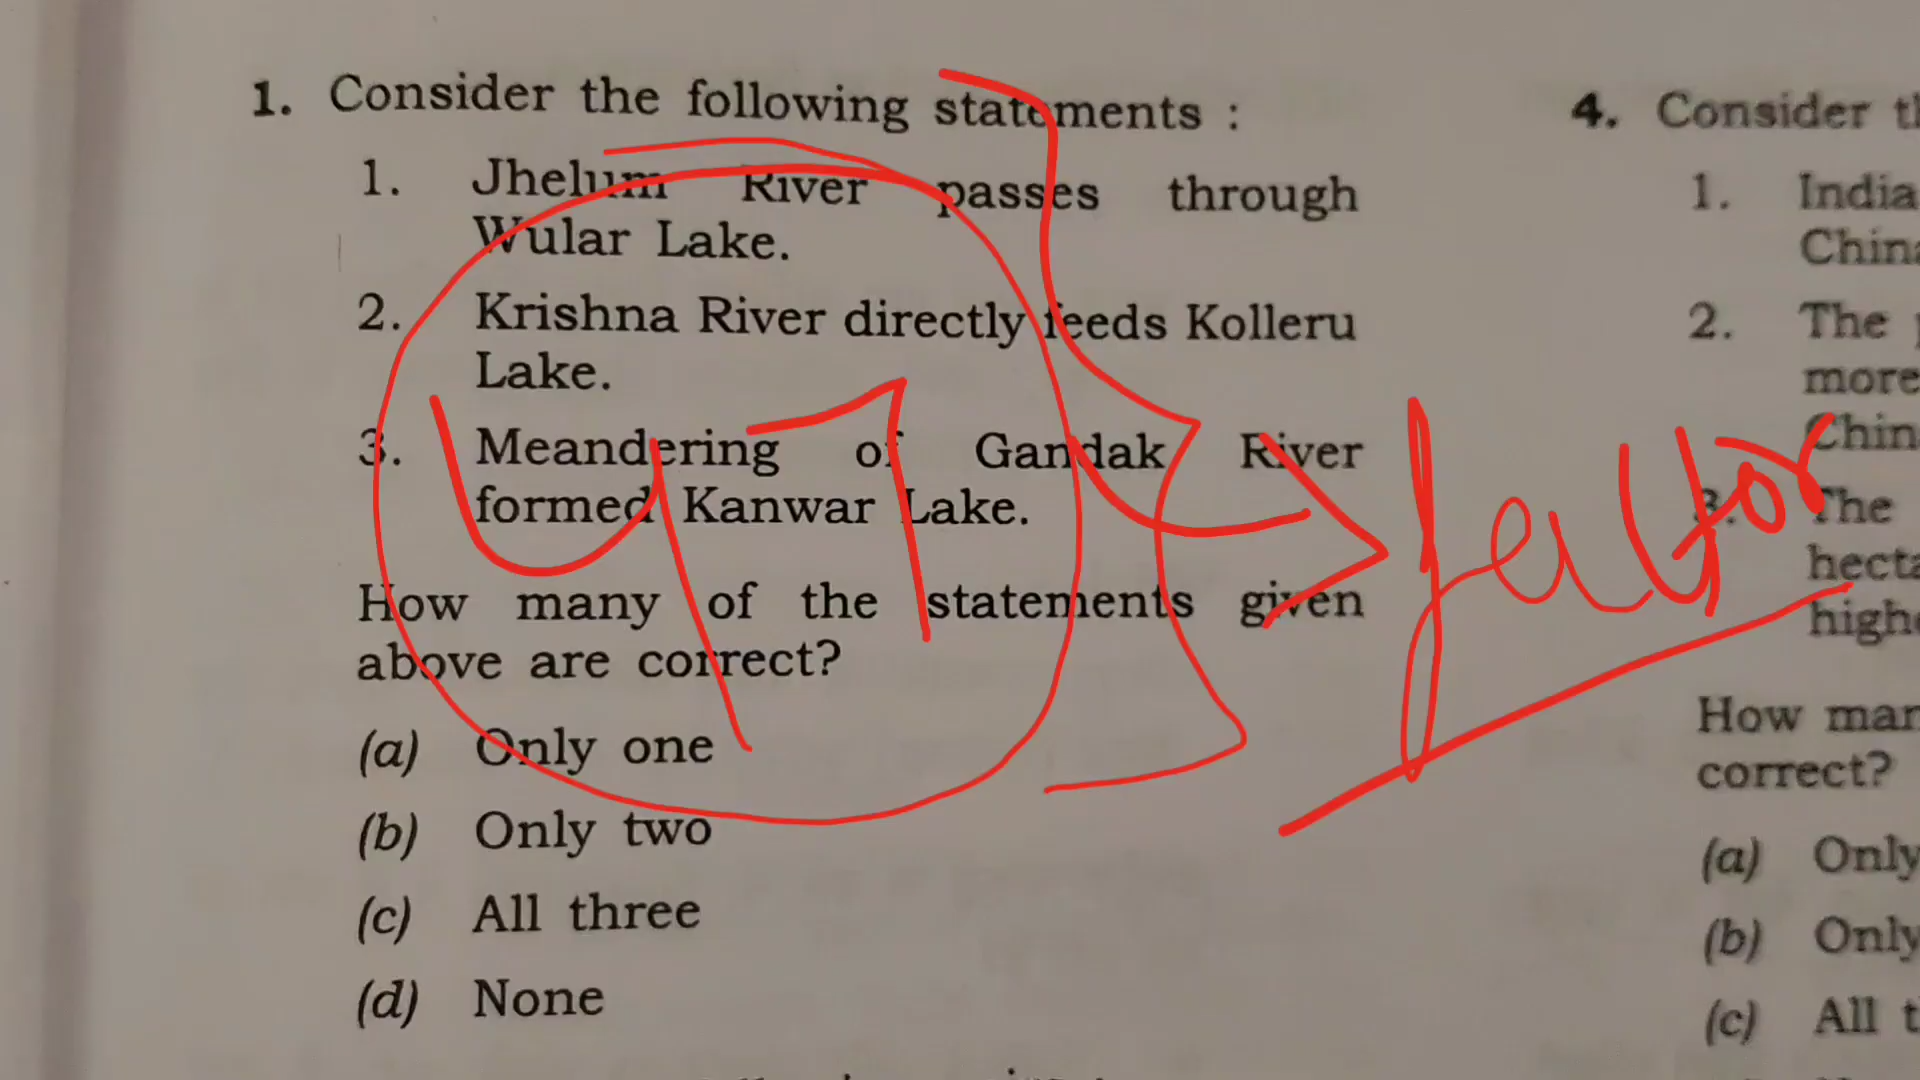 1. Consider the following statements :
1. Jhelum River passes through
Wular Lake.
2. Krishna River directly feeds Kolleru
Lake.
3. Meandering of Gandak River
formed Kanwar Lake.
How many of the statements given
above are correct?
(a) Only one
(b) Only two
(c) All three
(d) None
4. Consider
1. India
China
2. The
more
Chin
3. The
hecta
highe
How man
correct?
(a) Only
(b) Only
(c) All t
factor